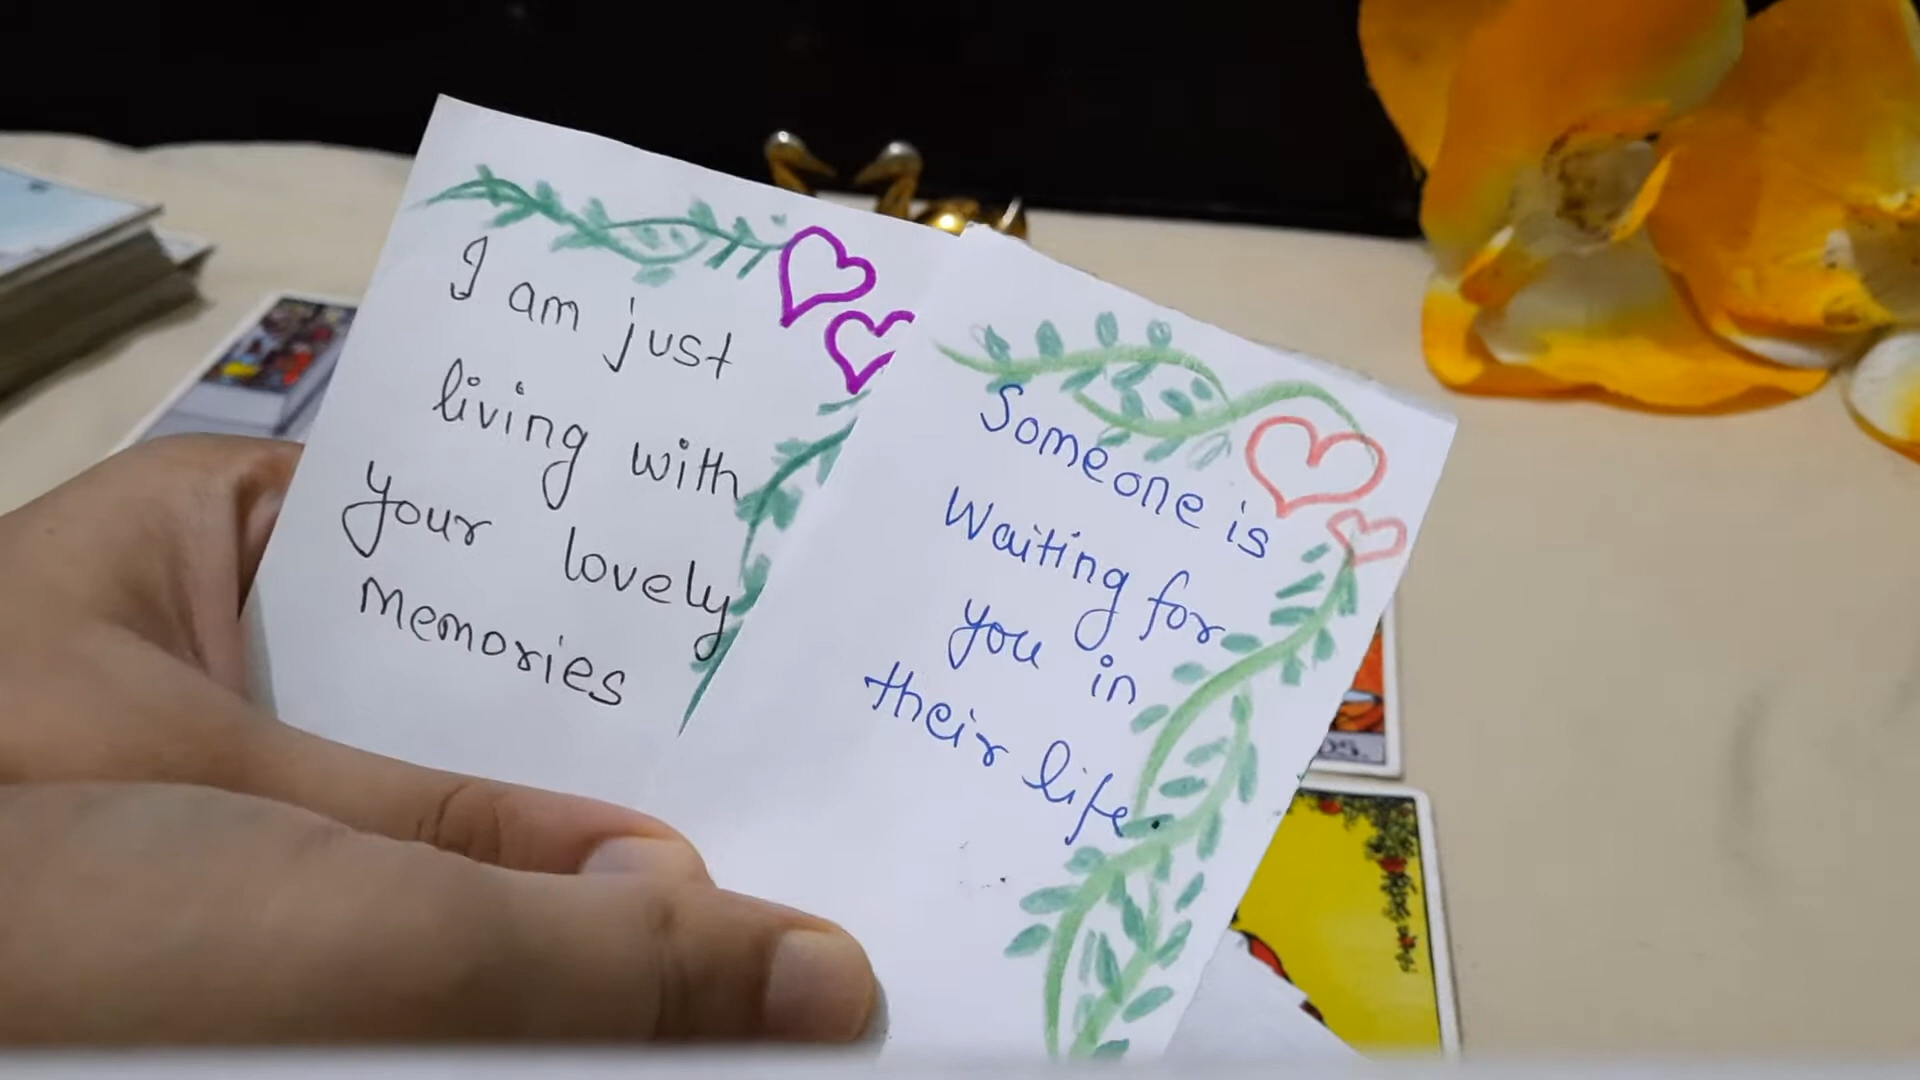 I am just
living with
your lovely
memories
Someone is
Waiting for
you in
their life